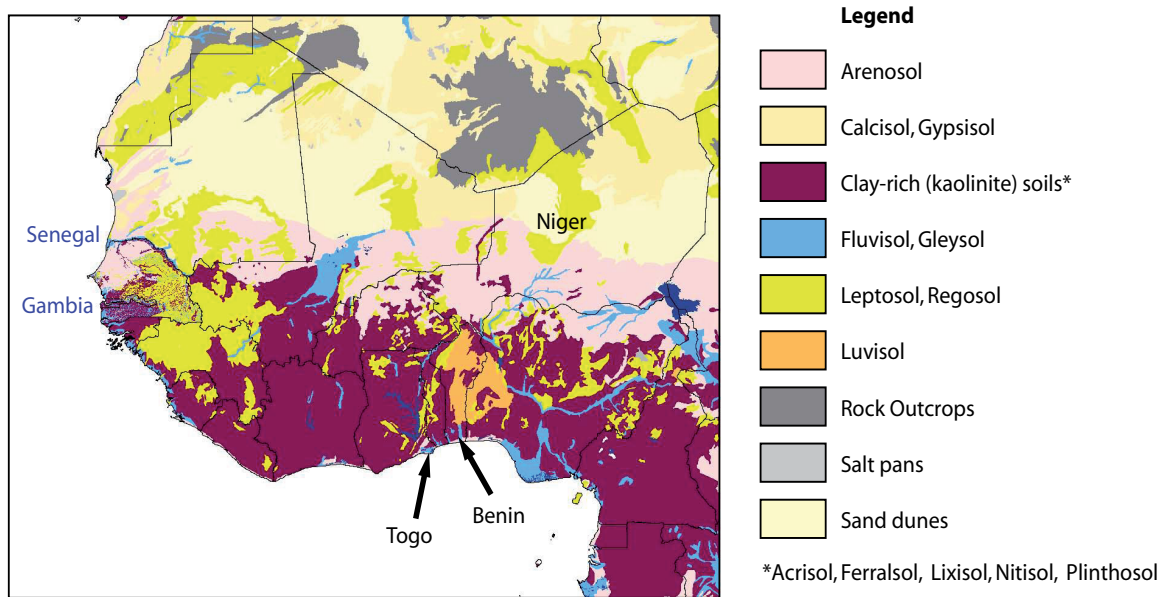 Legend
Arenosol
Calcisol, Gypsisol
Clay-rich (kaolinite) soils*
Fluvisol, Gleysol
Leptosol, Regosol
Luvisol
Rock Outcrops
Salt pans
Sand dunes
*Acrisol, Ferralsol, Lixisol, Nitisol, Plinthosol
Niger
Senegal
Gambia
Togo
Benin